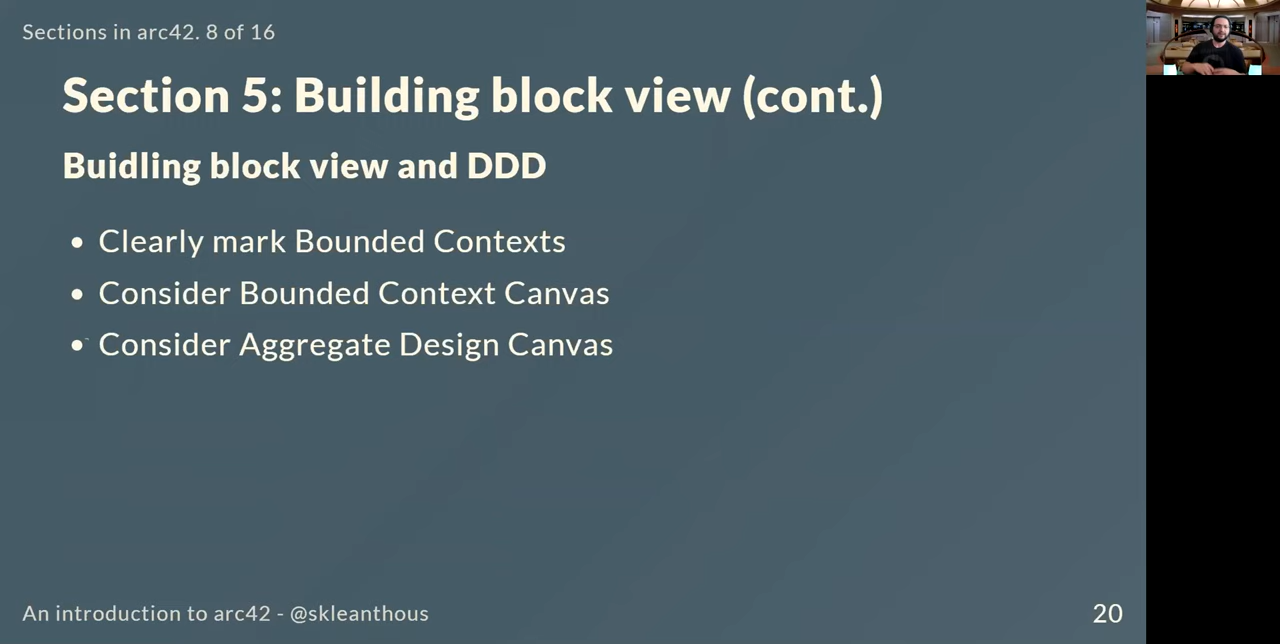 Sections in arc42. 8 of 16
Section 5: Building block view (cont.)
Buidling block view and DDD
• Clearly mark Bounded Contexts
• Consider Bounded Context Canvas
• Consider Aggregate Design Canvas
An introduction to arc42 - @skleanthous
20